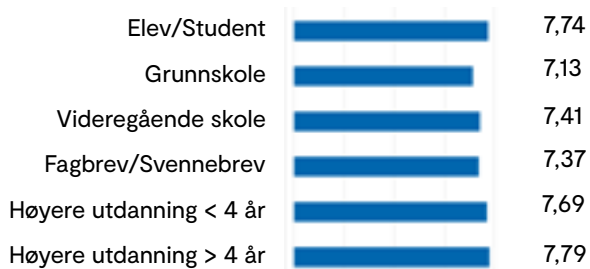 Elev/Student 7,74
Grunnskole 7,13
Videregående skole 7,41
Fagbrev/Svennebrev 7,37
Høyere utdanning < 4 år 7,69
Høyere utdanning > 4 år 7,79